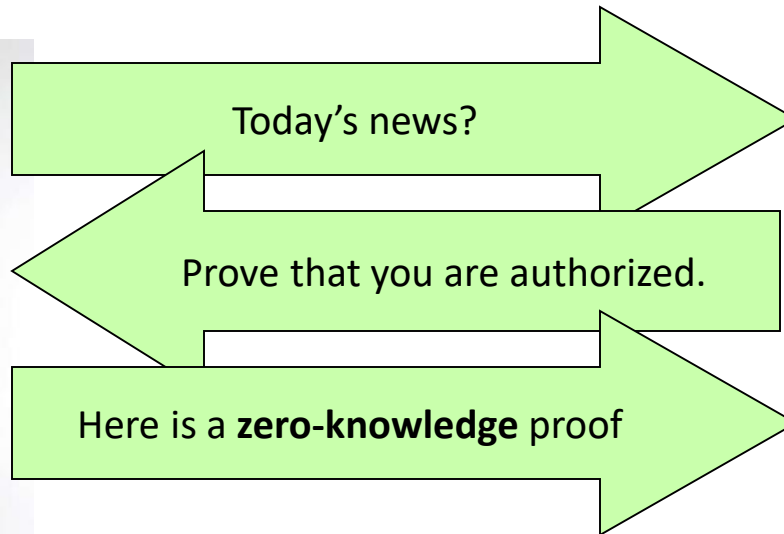 Today’s news?
Prove that you are authorized.
Here is a zero-knowledge proof